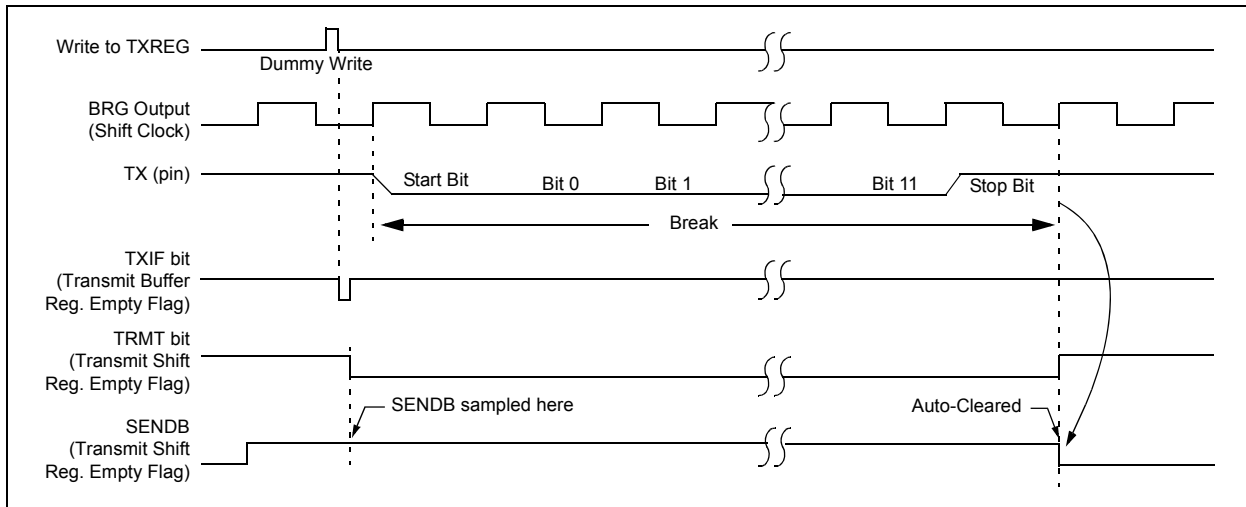 Write to TXREG
Dummy Write
BRG Output
(Shift Clock)
TX (pin)
Start Bit
Bit 0
Bit 1
Bit 11
Stop Bit
Break
TXIF bit
(Transmit Buffer
Reg. Empty Flag)
TRMT bit
(Transmit Shift
Reg. Empty Flag)
SENDB sampled here
Auto-Cleared
SENDB
(Transmit Shift
Reg. Empty Flag)